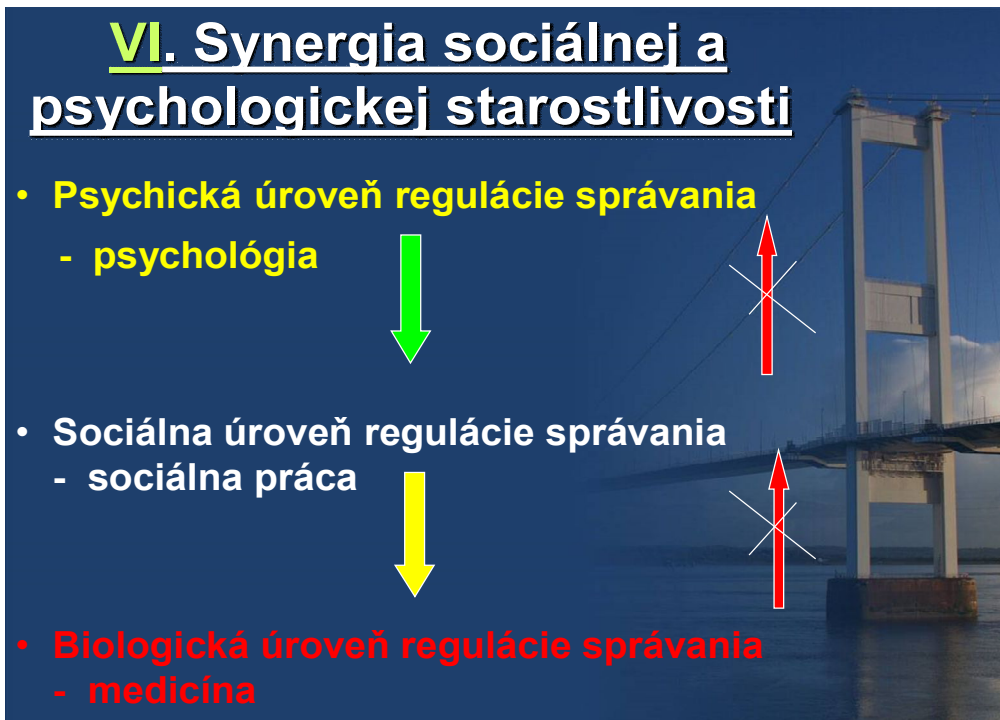 VI. Synergia sociálnej a
psychologickej starostlivosti
• Psychická úroveň regulácie správania
- psychológia
• Sociálna úroveň regulácie správania
- sociálna práca
• Biologická úroveň regulácie správania
- medicína